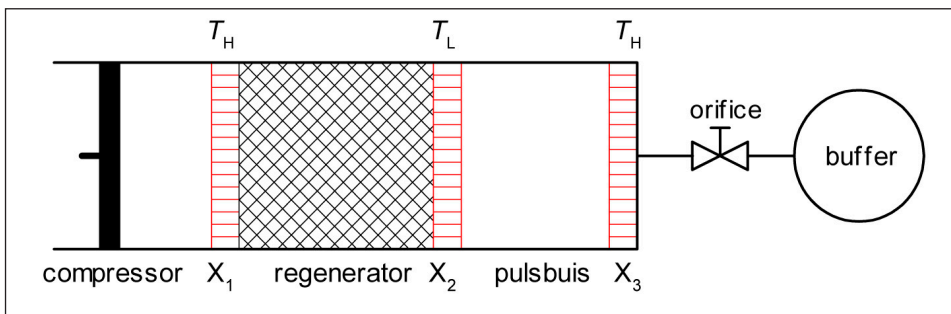 T_H T_L T_H
orifice
buffer
compressor X_1 regenerator X_2 pulsbuis X_3